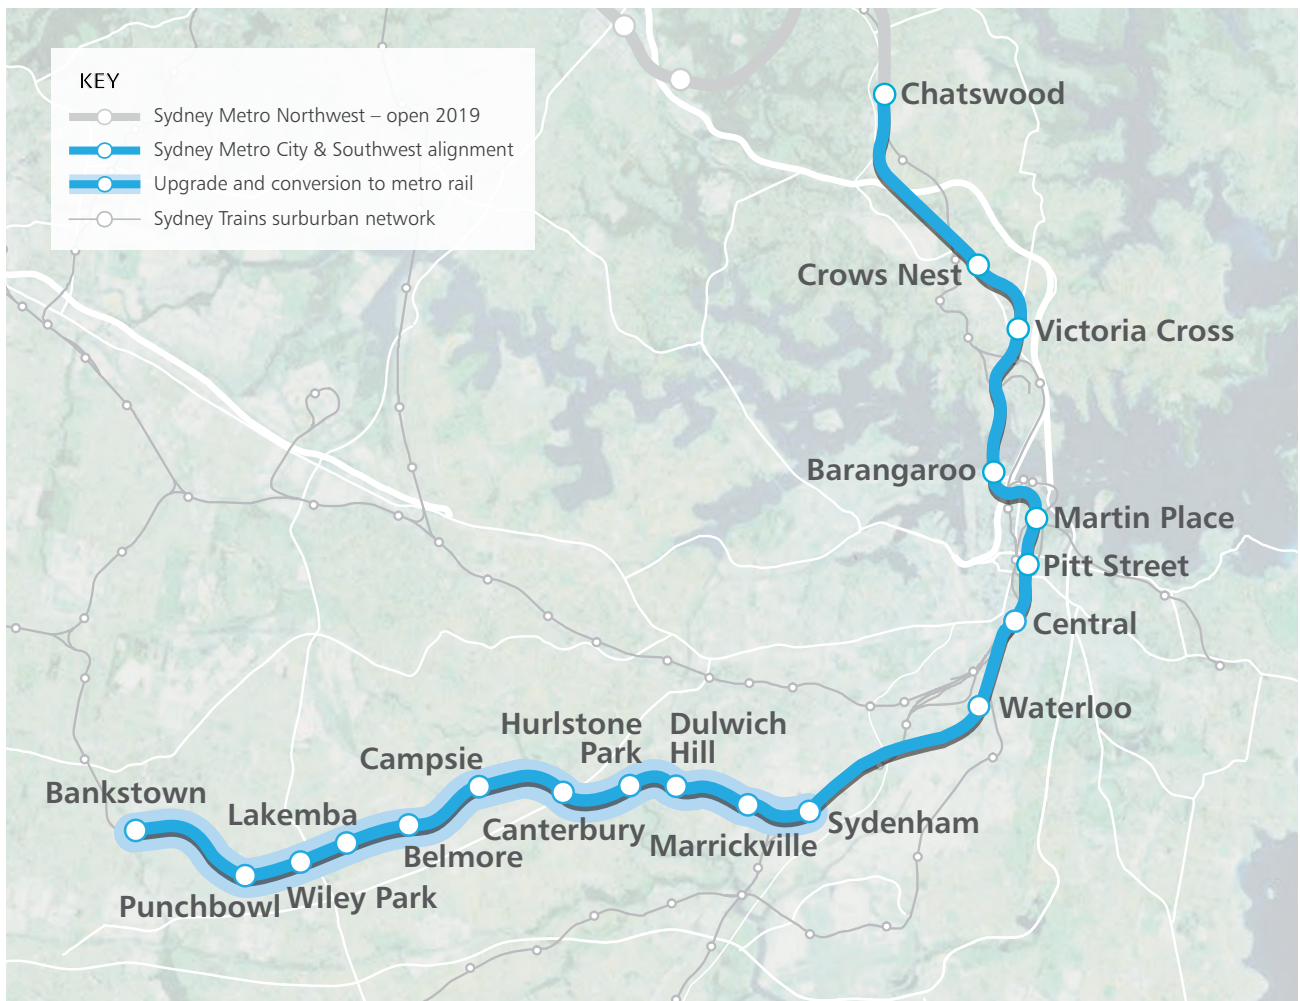 KEY
Sydney Metro Northwest – open 2019
Sydney Metro City & Southwest alignment
Upgrade and conversion to metro rail
Sydney Trains surburban network
Chatswood
Crows Nest
Victoria Cross
Barangaroo
Martin Place
Pitt Street
Central
Waterloo
Hurlstone
Park
Dulwich
Hill
Campsie
Bankstown
Lakemba
Canterbury
Sydenham
Marrickville
Belmore
Wiley Park
Punchbowl